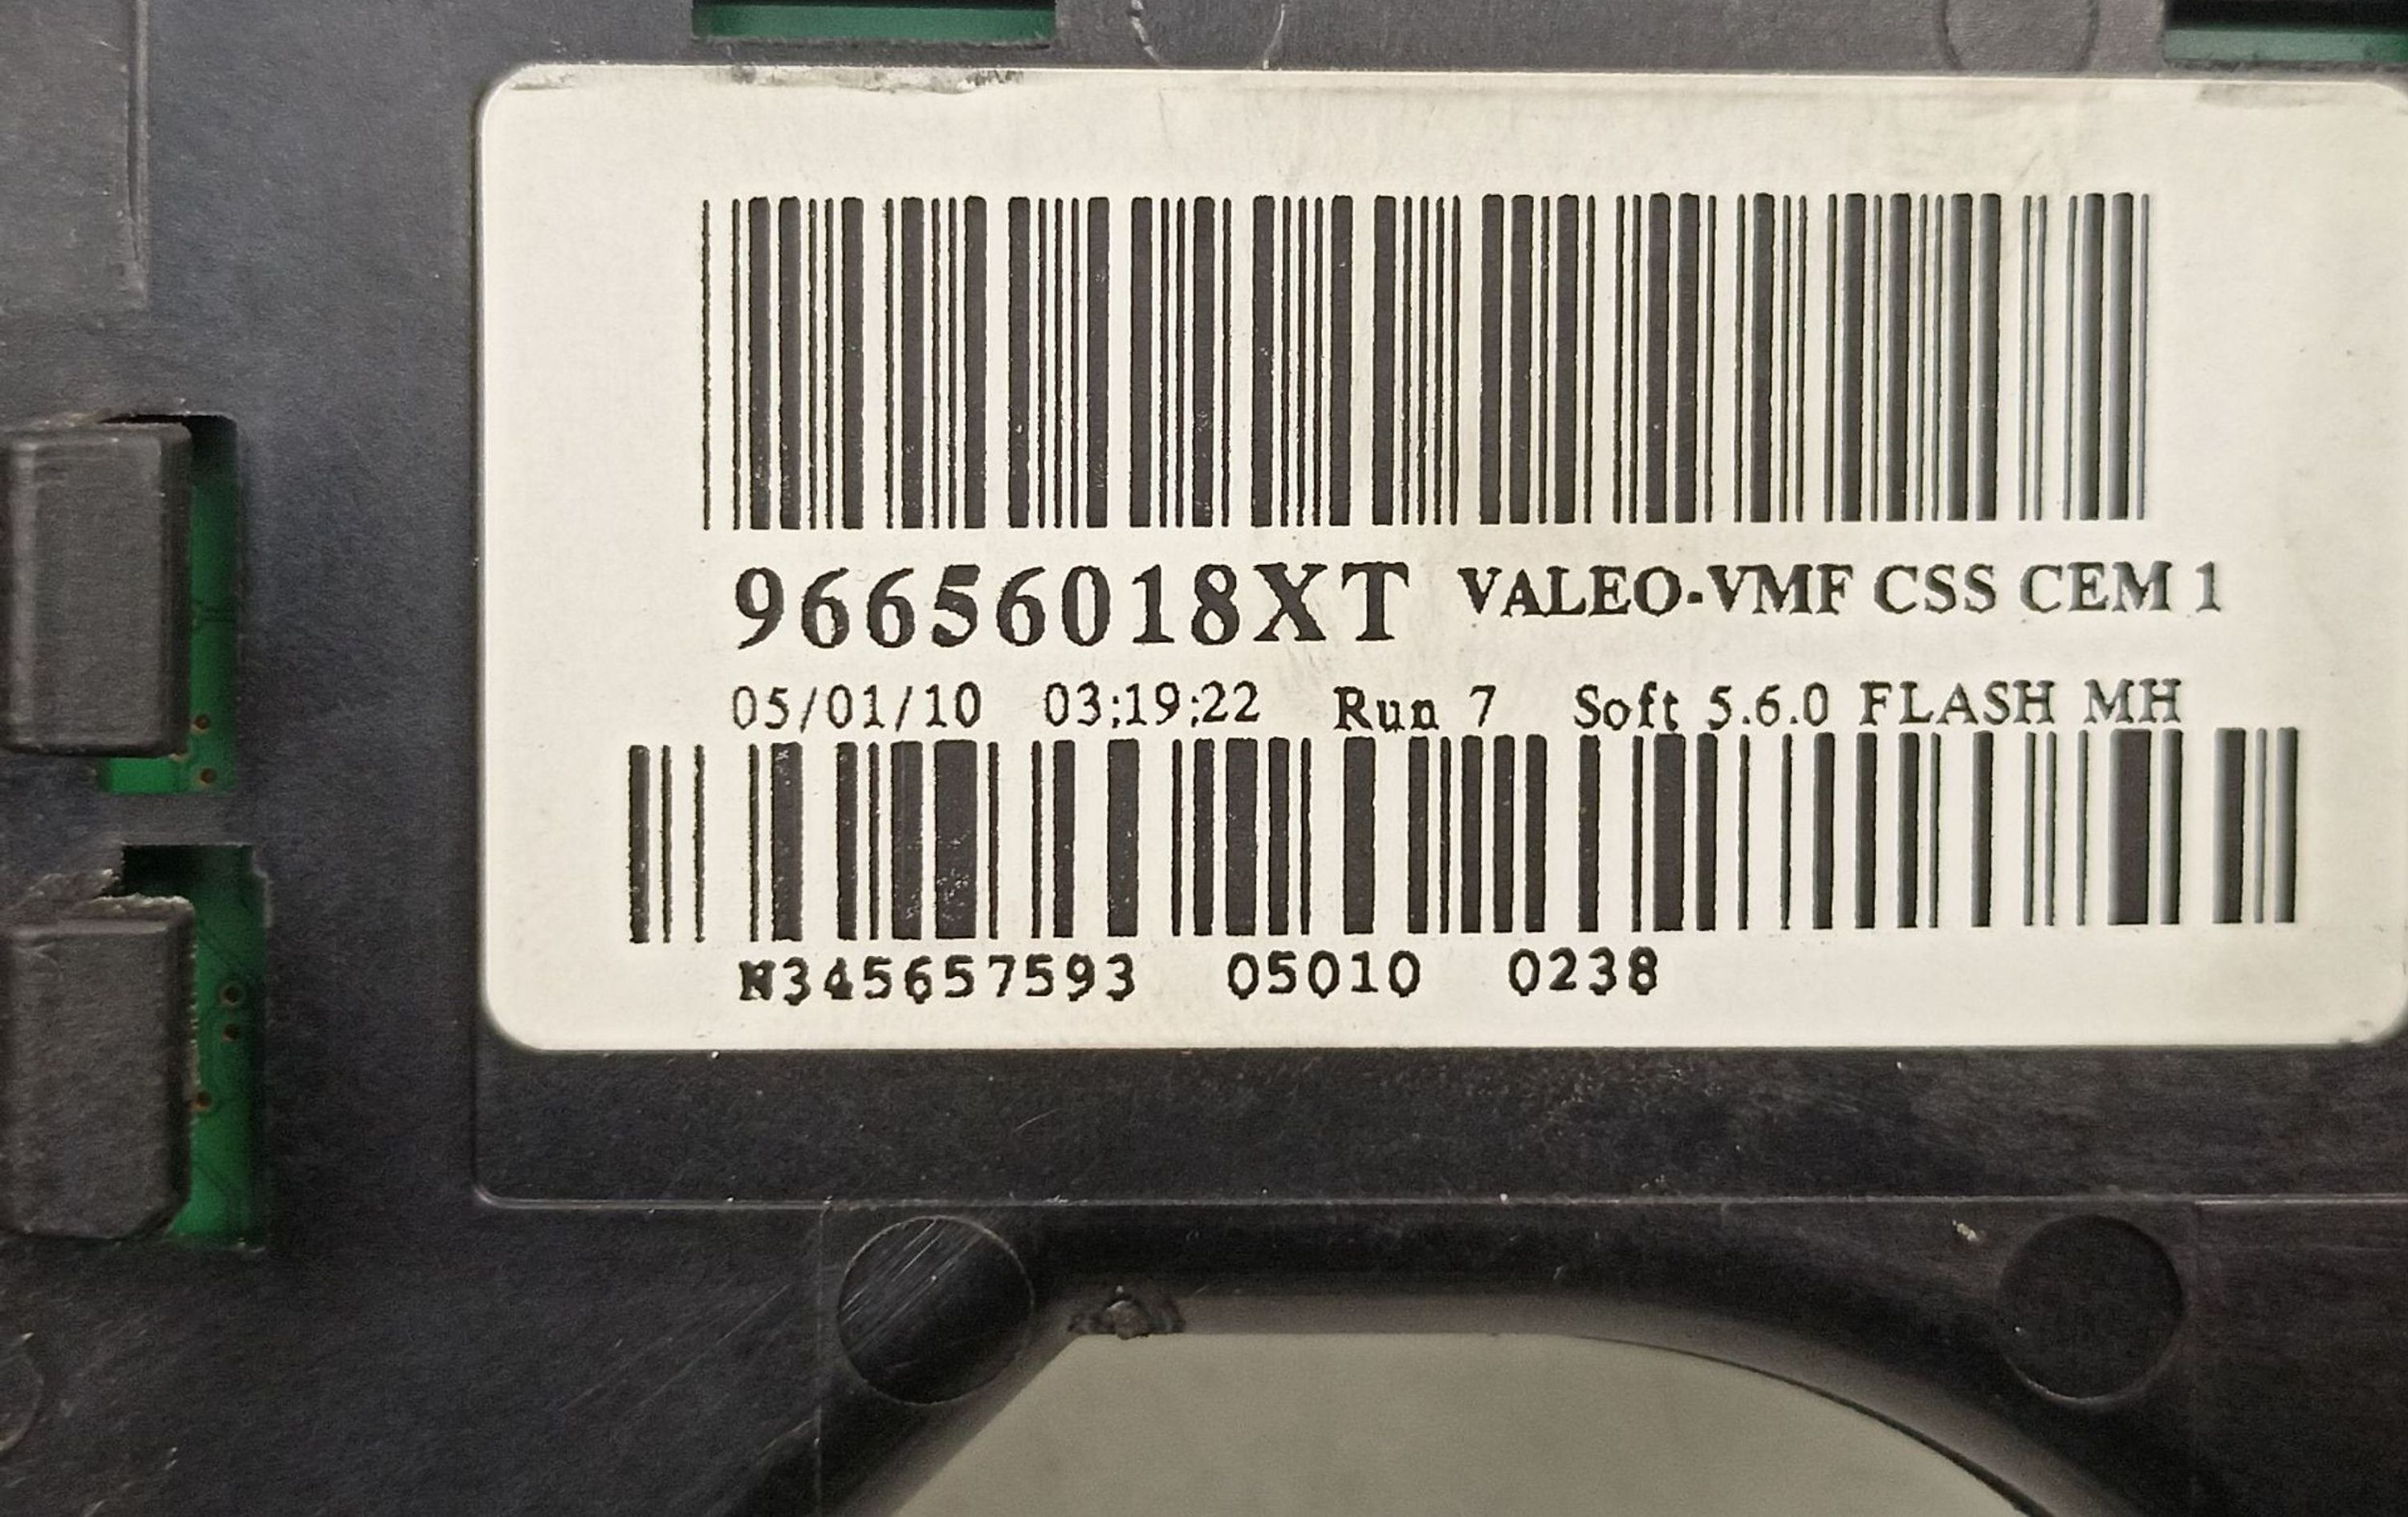 96656018XT VALEO-VMF CSS CEM 1
05/01/10 03:19:22 Run 7 Soft 5.6.0 FLASH MH
N345657593 05010 0238